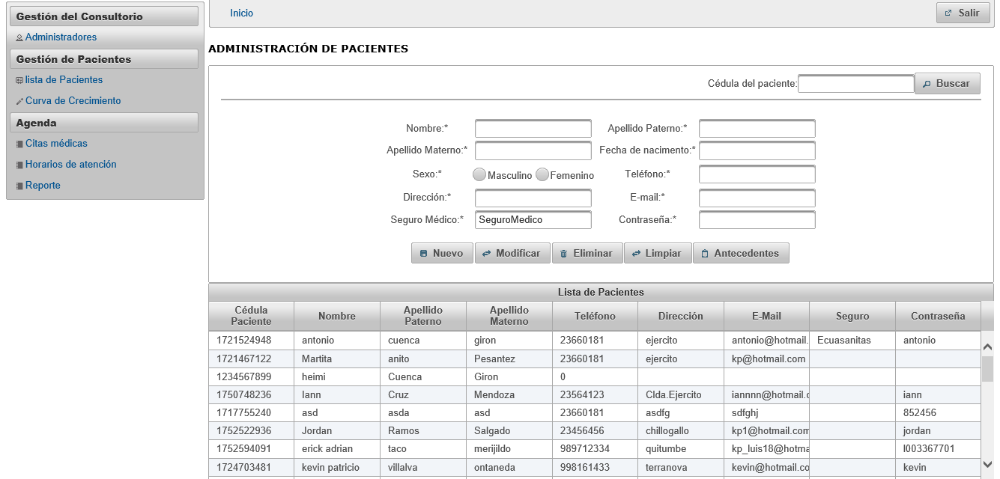 Gestión del Consultorio
Administradores
Gestión de Pacientes
lista de Pacientes
Curva de Crecimiento
Agenda
Citas médicas
Horarios de atención
Reporte
Inicio
Salir
ADMINISTRACIÓN DE PACIENTES
Cédula del paciente: Buscar
Nombre:* Apellido Paterno:*
Apellido Materno:* Fecha de nacimento:*
Sexo:* Masculino Femenino Teléfono:*
Dirección:* E-mail:*
Seguro Médico:* SeguroMedico Contraseña:*
Nuevo Modificar Eliminar Limpiar Antecedentes
Lista de Pacientes
Cédula Paciente Nombre Apellido Paterno Apellido Materno Teléfono Dirección E-Mail Seguro Contraseña
1721524948 antonio cuenca giron 23660181 ejercito antonio@hotmail. Ecuasanitas antonio
1721467122 Martita anito Pesantez 23660181 ejercito kp@hotmail.com
1234567899 heimi Cuenca Giron 0
1750748236 Iann Cruz Mendoza 23564123 Clda.Ejercito iannnn@hotmail.c iann
1717755240 asd asda asd 23660181 asdfg sdfghj 852456
1752522936 Jordan Ramos Salgado 23456456 chillogallo kp1@hotmail.com jordan
1752594091 erick adrian taco merijildo 989712334 quitumbe kp_luis18@hotma l003367701
1724703481 kevin patricio villalva ontaneda 998161433 terranova kevin@hotmail.co kevin